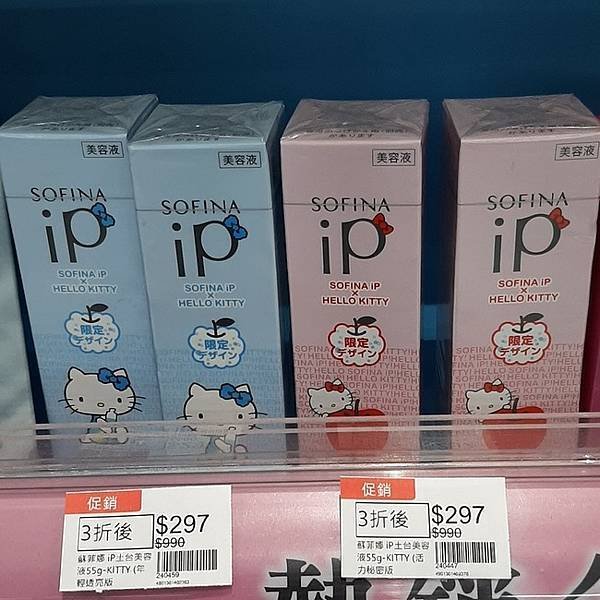 美容液
SOFINA
iP
SOFINA iP
×
HELLO KITTY
限定
デザイン
美容液
SOFINA
iP
SOFINA iP
×
HELLO KITTY
限定
デザイン
美容液
SOFINA
iP
SOFINA iP
×
HELLO KITTY
限定
デザイン
美容液
SOFINA
iP
SOFINA iP
×
HELLO KITTY
限定
デザイン
促銷
3折後
$297
$990
蘇菲娜 iP土台美容
液55g-KITTY (年
輕透亮版
240459
促銷
3折後
$297
$990
蘇菲娜 iP土台美容
液55g-KITTY (活
力秘密版
240447